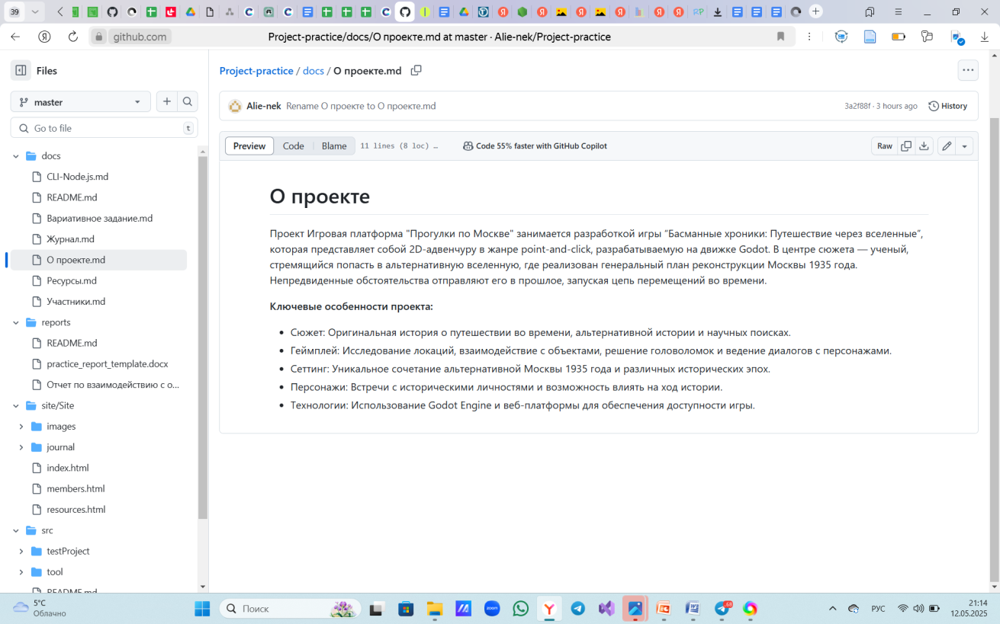 39
github.com
Project-practice/docs/О проекте.md at master · Alie-nek/Project-practice
Files
master
Go to file
t
docs
CLI-Node.js.md
README.md
Вариативное задание.md
Журнал.md
О проекте.md
Ресурсы.md
Участники.md
reports
README.md
practice_report_template.docx
Отчет по взаимодействию с о...
site/Site
images
journal
index.html
members.html
resources.html
src
testProject
tool
README.md
Project-practice / docs / О проекте.md
Alie-nek Rename О проекте to О проекте.md
3a2f88f · 3 hours ago
History
Preview
Code
Blame
11 lines (8 loc) …
Code 55% faster with GitHub Copilot
Raw
О проекте
Проект Игровая платформа "Прогулки по Москве" занимается разработкой игры “Басманные хроники: Путешествие через вселенные”,
которая представляет собой 2D-адвенчуру в жанре point-and-click, разрабатываемую на движке Godot. В центре сюжета — ученый,
стремящийся попасть в альтернативную вселенную, где реализован генеральный план реконструкции Москвы 1935 года.
Непредвиденные обстоятельства отправляют его в прошлое, запуская цепь перемещений во времени.
Ключевые особенности проекта:
• Сюжет: Оригинальная история о путешествии во времени, альтернативной истории и научных поисках.
• Геймплей: Исследование локаций, взаимодействие с объектами, решение головоломок и ведение диалогов с персонажами.
• Сеттинг: Уникальное сочетание альтернативной Москвы 1935 года и различных исторических эпох.
• Персонажи: Встречи с историческими личностями и возможность влиять на ход истории.
• Технологии: Использование Godot Engine и веб-платформы для обеспечения доступности игры.
5°C
Облачно
Поиск
zoom
68
РУС
21:14
12.05.2025